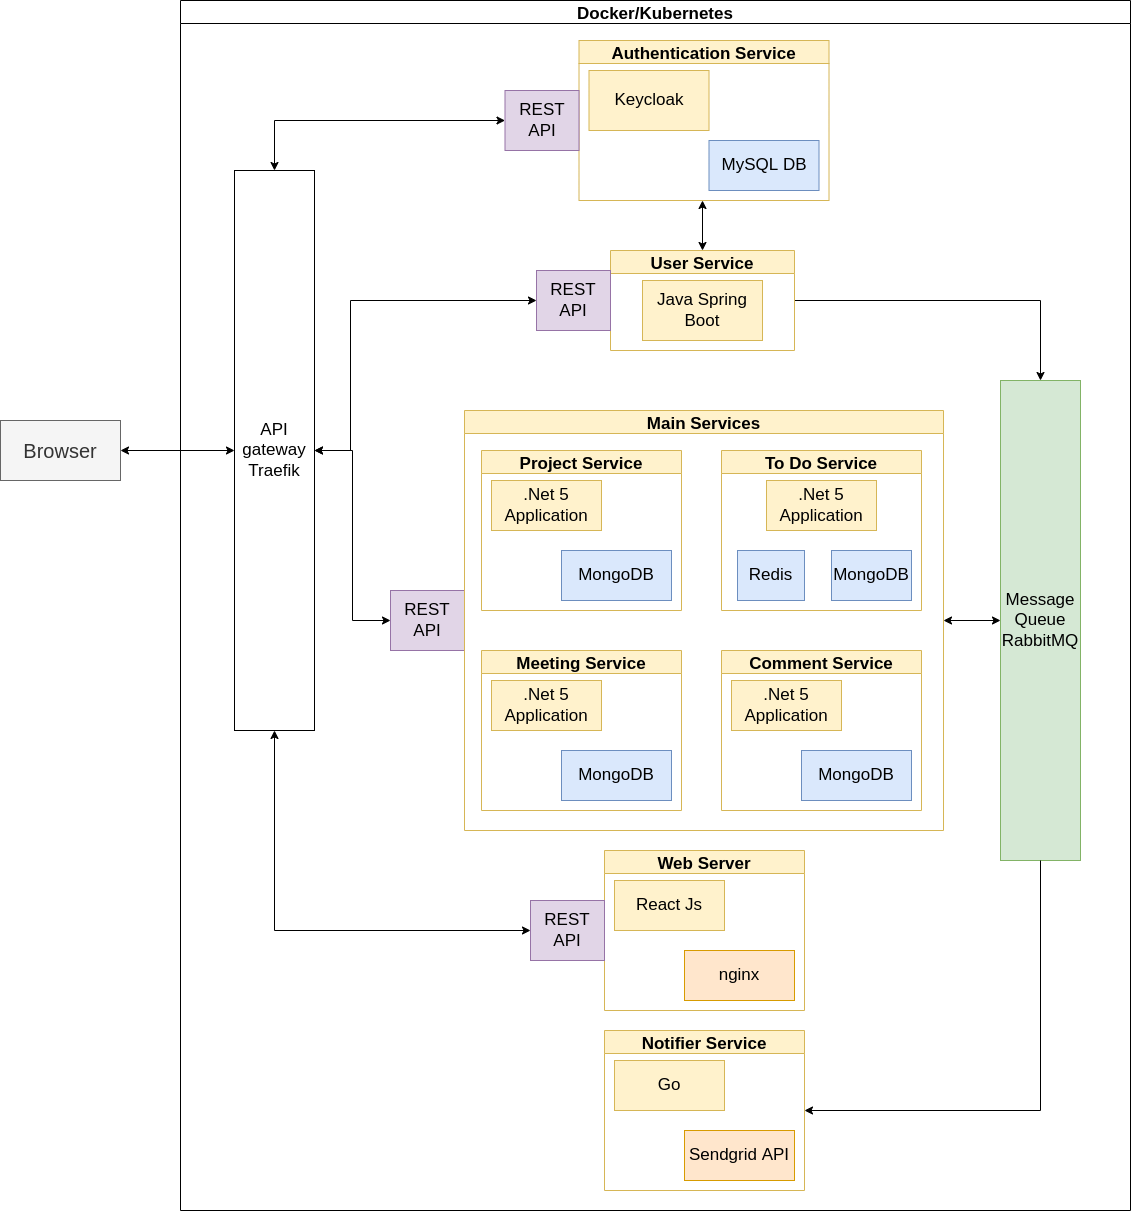 Docker/Kubernetes
Authentication Service
Keycloak
REST
API
MySQL DB
User Service
REST
API
Java Spring
Boot
Browser
API
gateway
Traefik
Main Services
Project Service
.Net 5
Application
MongoDB
To Do Service
.Net 5
Application
Redis
MongoDB
REST
API
Message
Queue
RabbitMQ
Meeting Service
.Net 5
Application
MongoDB
Comment Service
.Net 5
Application
MongoDB
Web Server
React Js
REST
API
nginx
Notifier Service
Go
Sendgrid API